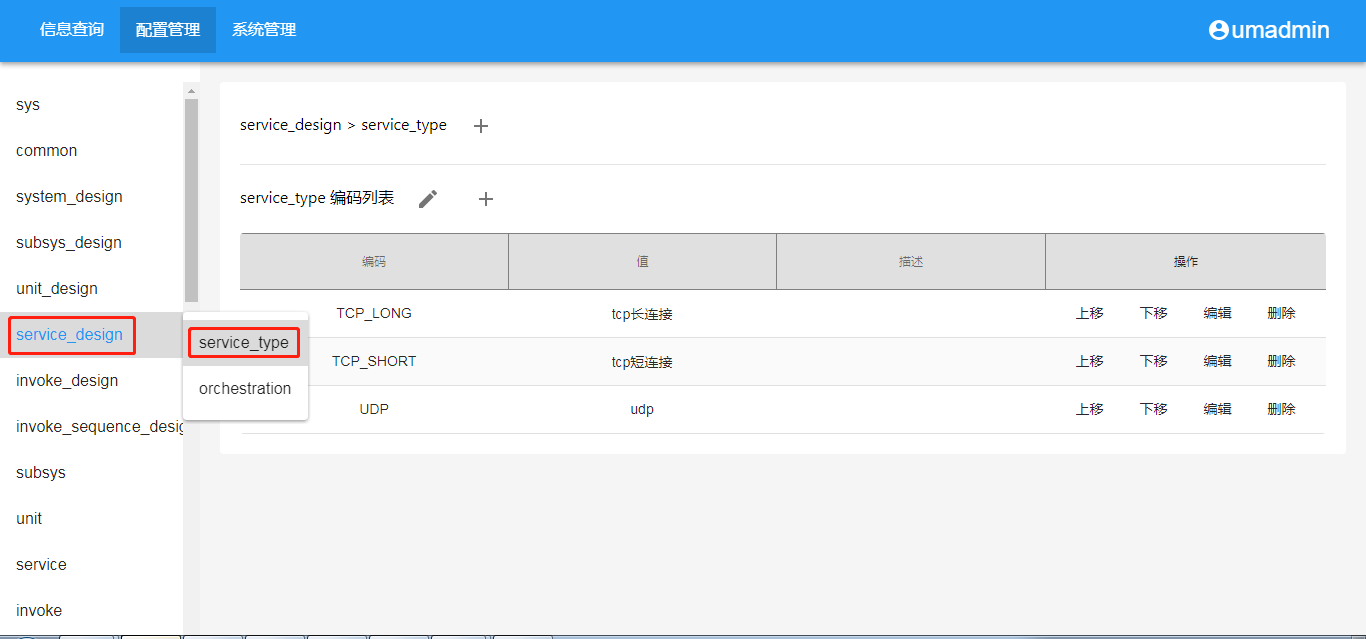 信息查询 配置管理 系统管理 umadmin
sys
common
system_design
subsys_design
unit_design
service_design
invoke_design
invoke_sequence_desig
subsys
unit
service
invoke
service_type
orchestration
service_design > service_type +
service_type 编码列表 +
编码 值 描述 操作
TCP_LONG tcp长连接 上移 下移 编辑 删除
TCP_SHORT tcp短连接 上移 下移 编辑 删除
UDP udp 上移 下移 编辑 删除